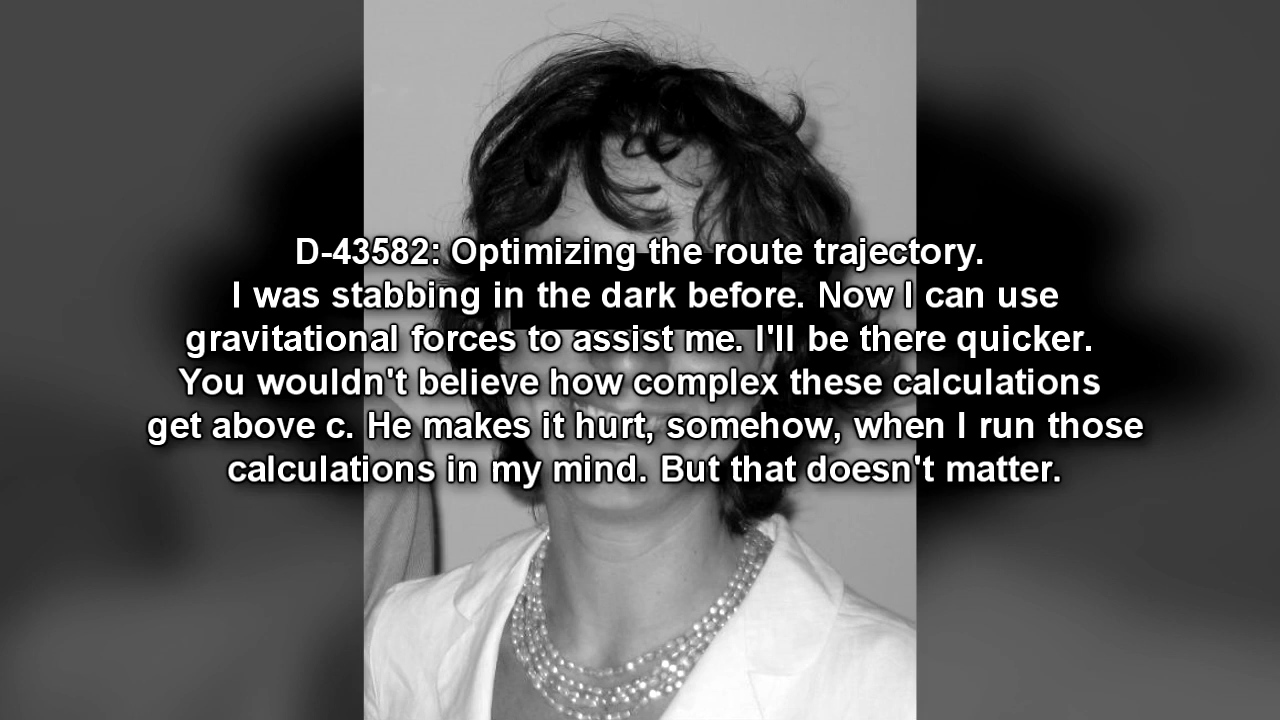 D-43582: Optimizing the route trajectory.
I was stabbing in the dark before. Now I can use
gravitational forces to assist me. I'll be there quicker.
You wouldn't believe how complex these calculations
get above c. He makes it hurt, somehow, when I run those
calculations in my mind. But that doesn't matter.